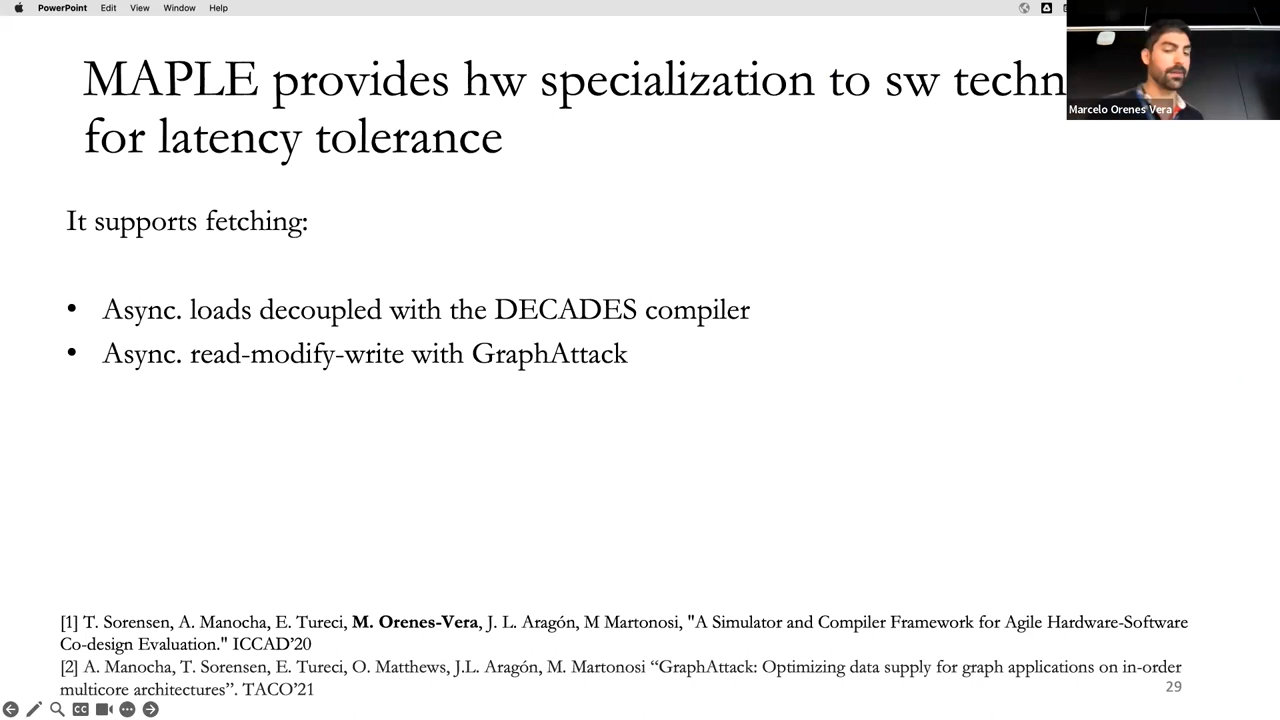 PowerPoint Edit View Window Help
MAPLE provides hw specialization to sw techn
for latency tolerance
Marcelo Orenes Vera
It supports fetching:
• Async. loads decoupled with the DECADES compiler
• Async. read-modify-write with GraphAttack
[1] T. Sorensen, A. Manocha, E. Tureci, M. Orenes-Vera, J. L. Aragón, M Martonosi, "A Simulator and Compiler Framework for Agile Hardware-Software
Co-design Evaluation." ICCAD’20
[2] A. Manocha, T. Sorensen, E. Tureci, O. Matthews, J.L. Aragón, M. Martonosi “GraphAttack: Optimizing data supply for graph applications on in-order
multicore architectures”. TACO’21
29
CC